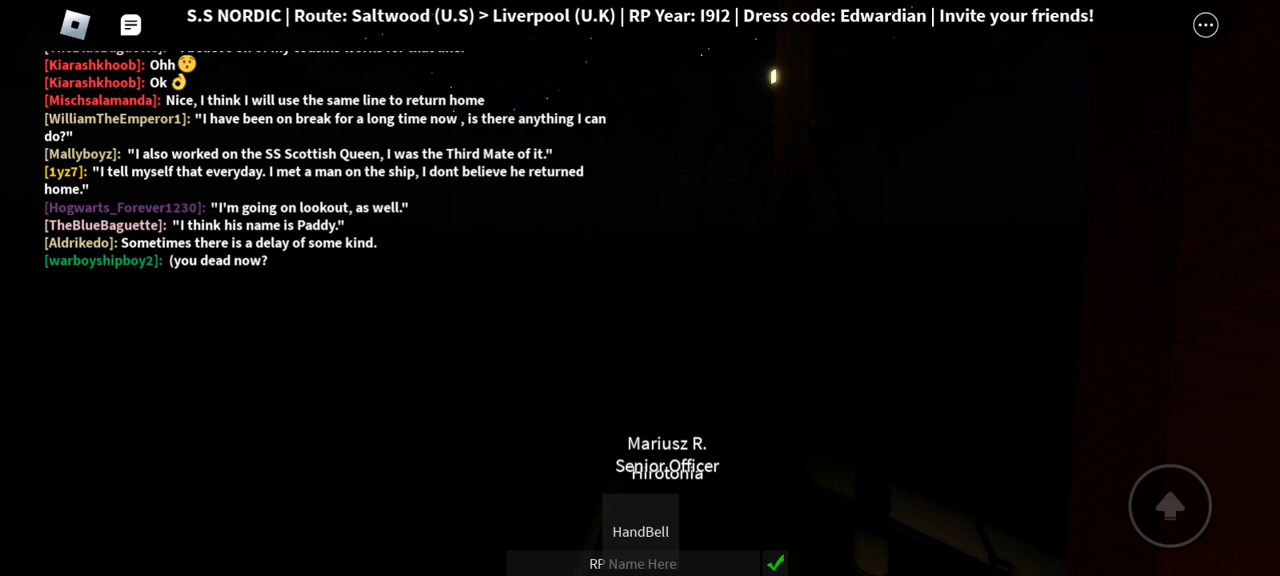 S.S NORDIC | Route: Saltwood (U.S) > Liverpool (U.K) | RP Year: I9I2 | Dress code: Edwardian | Invite your friends!
[Kiarashkhoob]: Ohh😯
[Kiarashkhoob]: Ok👌
[Mischsalamanda]: Nice, I think I will use the same line to return home
[WilliamTheEmperor1]: "I have been on break for a long time now , is there anything I can
do?"
[Mallyboyz]: "I also worked on the SS Scottish Queen, I was the Third Mate of it."
[1yz7]: "I tell myself that everyday. I met a man on the ship, I dont believe he returned
home."
[Hogwarts_Forever1230]: "I'm going on lookout, as well."
[TheBlueBaguette]: "I think his name is Paddy."
[Aldrikedo]: Sometimes there is a delay of some kind.
[warboyshipboy2]: (you dead now?
Mariusz R.
Senior Officer
Hirotonia
HandBell
RP Name Here